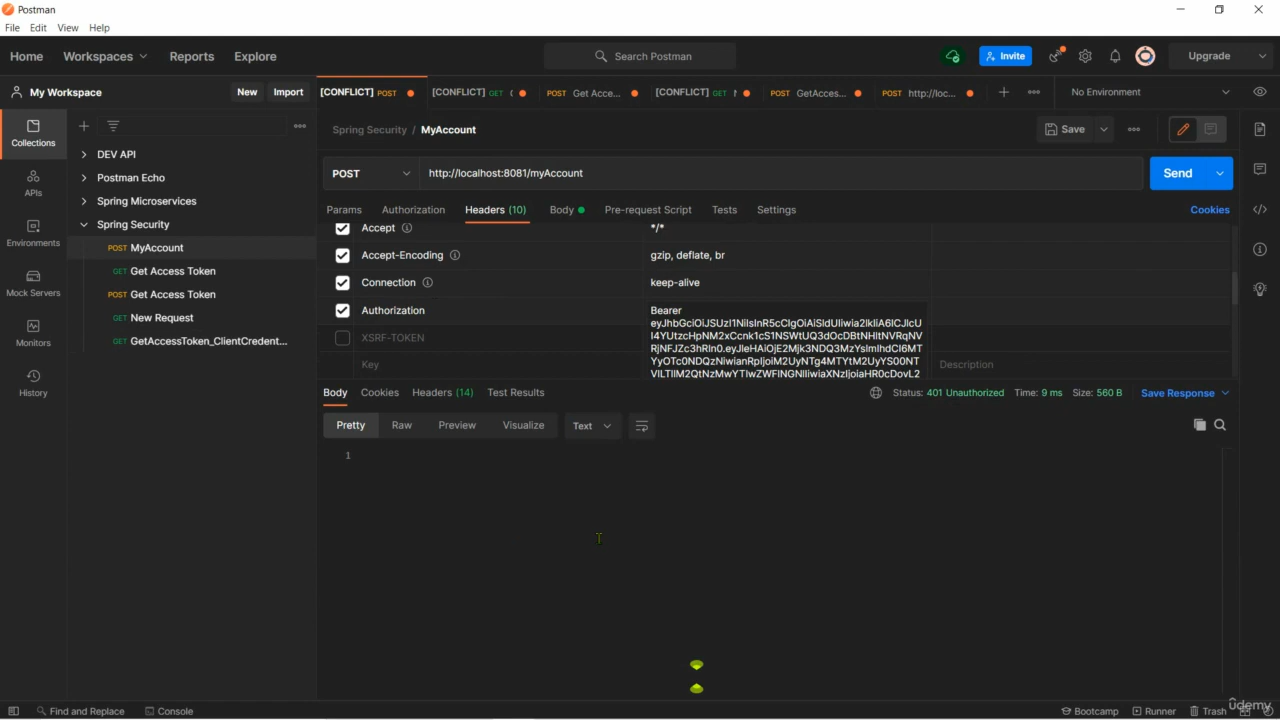 Postman
File Edit View Help
Home Workspaces Reports Explore Search Postman Invite Upgrade
My Workspace New Import [CONFLICT] POST [CONFLICT] GET POST Get Acce... [CONFLICT] GET POST GetAcces... POST http://loc... No Environment
Collections
APIs
Environments
Mock Servers
Monitors
History
DEV API
Postman Echo
Spring Microservices
Spring Security
POST MyAccount
GET Get Access Token
POST Get Access Token
GET New Request
GET GetAccessToken_ClientCredent...
Spring Security / MyAccount Save
POST http://localhost:8081/myAccount Send
Params Authorization Headers (10) Body Pre-request Script Tests Settings Cookies
Accept */*
Accept-Encoding gzip, deflate, br
Connection keep-alive
Authorization Bearer
XSRF-TOKEN
Key Description
Body Cookies Headers (14) Test Results Status: 401 Unauthorized Time: 9 ms Size: 560 B Save Response
Pretty Raw Preview Visualize Text
1
Find and Replace Console Bootcamp Runner Trash
udemy